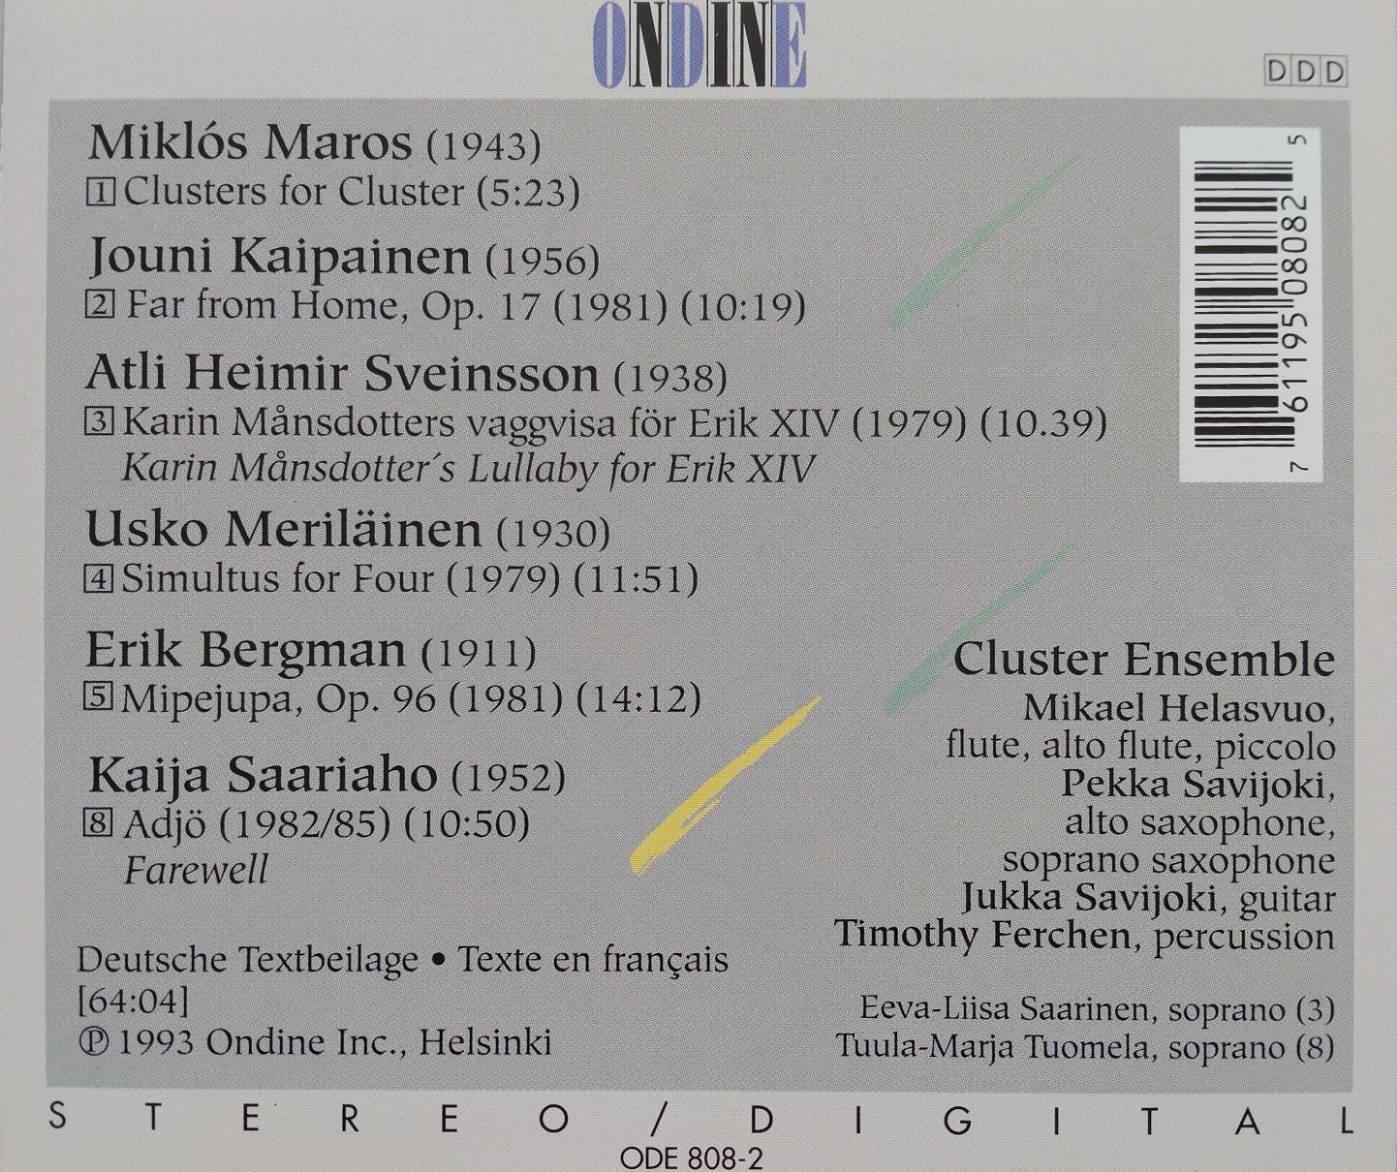 ONDINE
DDD
Miklós Maros (1943)
1 Clusters for Cluster (5:23)
Jouni Kaipainen (1956)
2 Far from Home, Op. 17 (1981) (10:19)
Atli Heimir Sveinsson (1938)
3 Karin Månsdotters vaggvisa för Erik XIV (1979) (10.39)
Karin Månsdotter´s Lullaby for Erik XIV
Usko Meriläinen (1930)
4 Simultus for Four (1979) (11:51)
Erik Bergman (1911)
5 Mipejupa, Op. 96 (1981) (14:12)
Kaija Saariaho (1952)
8 Adjö (1982/85) (10:50)
Farewell
Deutsche Textbeilage • Texte en français
[64:04]
℗ 1993 Ondine Inc., Helsinki
7 61195 08082 5
Cluster Ensemble
Mikael Helasvuo,
flute, alto flute, piccolo
Pekka Savijoki,
alto saxophone,
soprano saxophone
Jukka Savijoki, guitar
Timothy Ferchen, percussion
Eeva-Liisa Saarinen, soprano (3)
Tuula-Marja Tuomela, soprano (8)
STEREO/DIGITAL
ODE 808-2